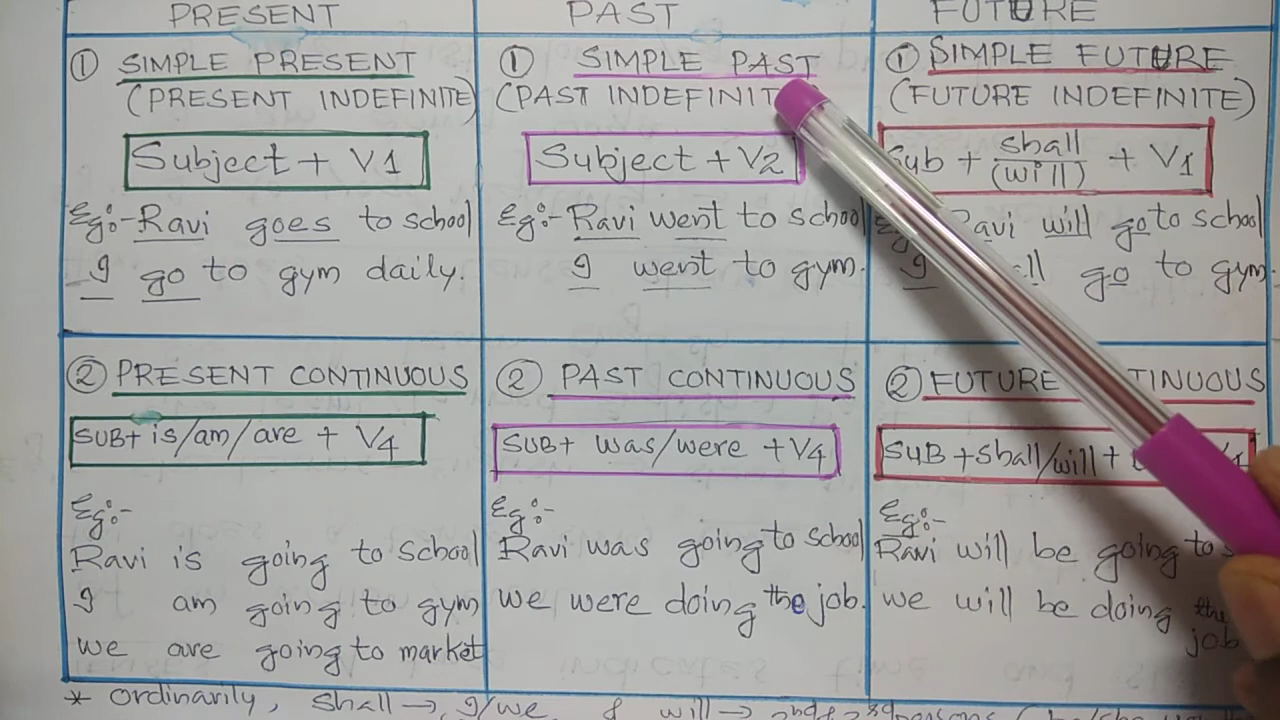 PRESENT
PAST
FUTURE
① SIMPLE PRESENT
(PRESENT INDEFINITE)
Subject + V1
Eg:- Ravi goes to school
I go to gym daily.
① SIMPLE PAST
(PAST INDEFINIT
Subject + V2
Eg:- Ravi went to school
I went to gym.
① SIMPLE FUTURE
(FUTURE INDEFINITE)
Sub + shall/(will) + V1
Ravi will go to school
I go to gym.
② PRESENT CONTINUOUS
SUB+ is/am/are + V4
Eg:-
Ravi is going to school
I am going to gym
we are going to market
② PAST CONTINUOUS
SUB+ was/were + V4
Eg:-
Ravi was going to school
we were doing the job.
② FUTURE TINUOUS
SUB + Shall/will +
Eg:-
Ravi will be going to
we will be doing the
job
* Ordinarily, Shall → I/we & will →